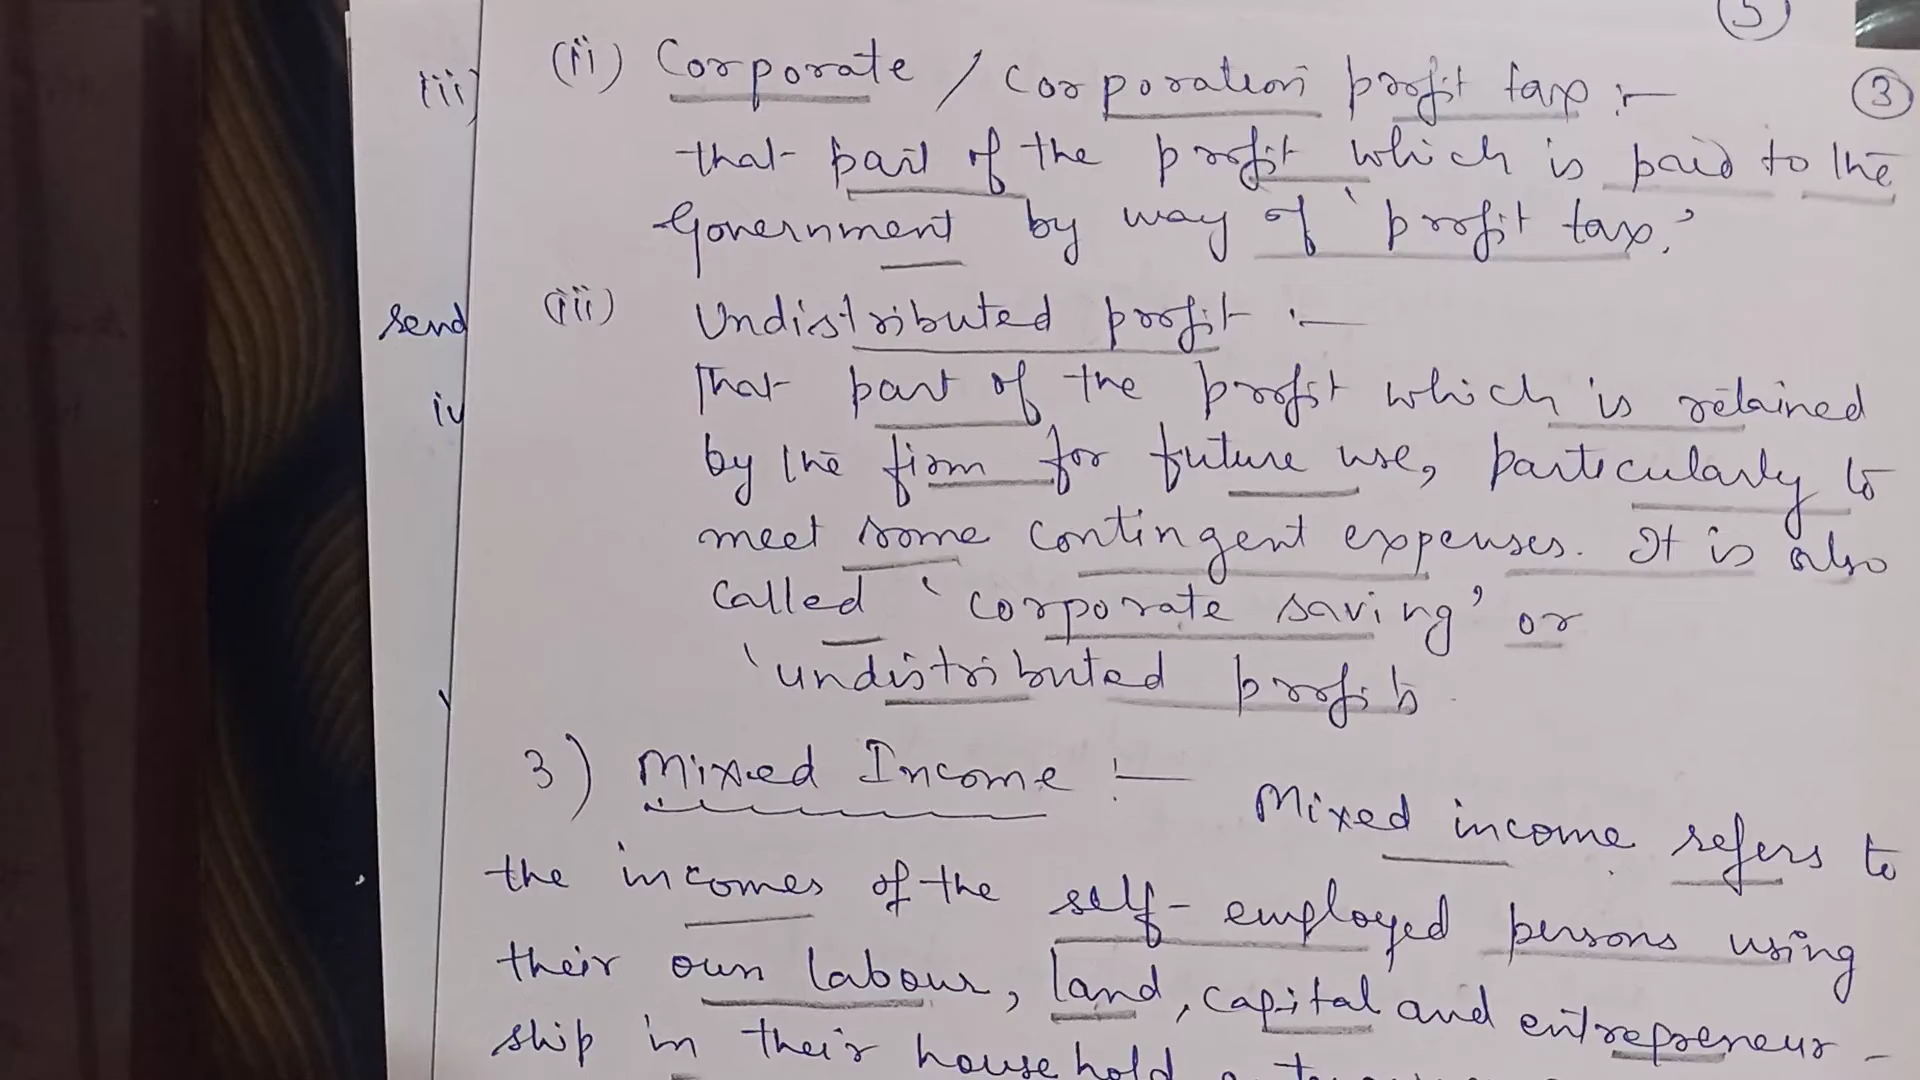 5
(ii) Corporate / corporation profit tax :-
3
that part of the profit which is paid to the
Government by way of 'profit tax.'
(iii) Undistributed profit :-
That part of the profit which is retained
by the firm for future use, particularly to
meet some contingent expenses. It is also
called 'corporate saving' or
'undistributed profits
3) Mixed Income :- Mixed income refers to
the incomes of the self-employed persons using
their own labour, land, capital and entrepreneur-
ship in their household
iii)
send
iv